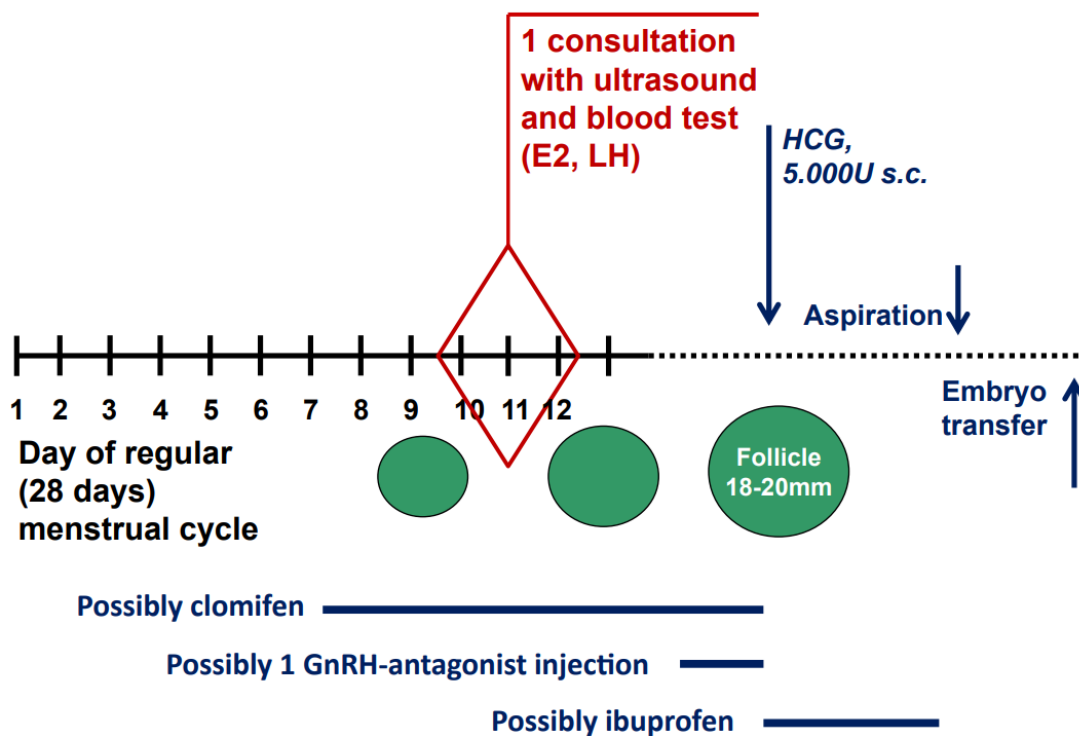 1 consultation
with ultrasound
and blood test
(E2, LH)
HCG,
5.000U s.c.
Aspiration
1 2 3 4 5 6 7 8 9 10 11 12
Embryo
transfer
Day of regular
(28 days)
menstrual cycle
Follicle
18-20mm
Possibly clomifen
Possibly 1 GnRH-antagonist injection
Possibly ibuprofen